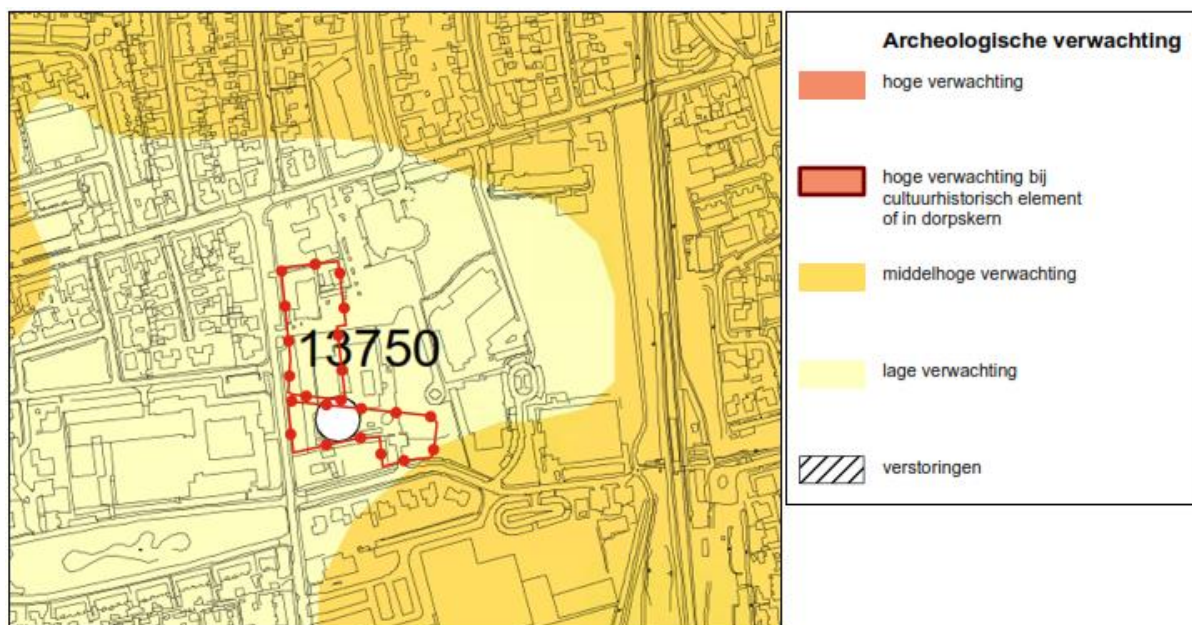 13750
Archeologische verwachting
hoge verwachting
hoge verwachting bij
cultuurhistorisch element
of in dorpskern
middelhoge verwachting
lage verwachting
verstoringen